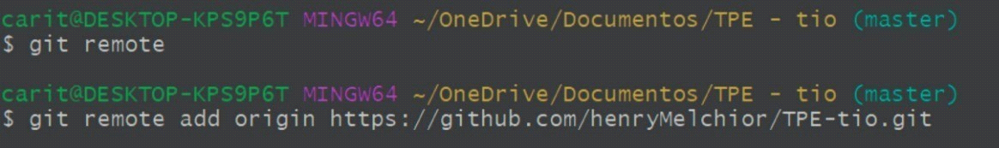 carit@DESKTOP-KPS9P6T MINGW64 ~/OneDrive/Documentos/TPE - tio (master)
$ git remote
carit@DESKTOP-KPS9P6T MINGW64 ~/OneDrive/Documentos/TPE - tio (master)
$ git remote add origin https://github.com/henryMelchior/TPE-tio.git